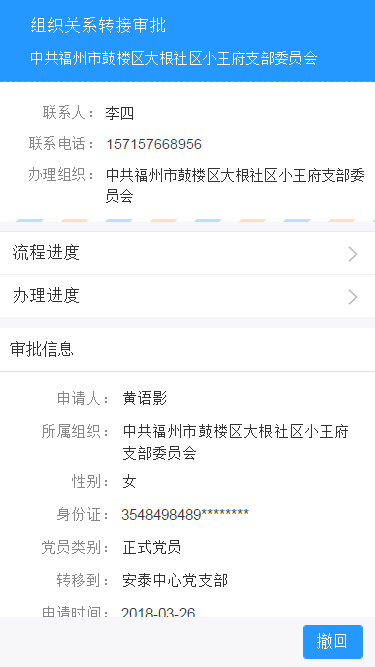 组织关系转接审批
中共福州市鼓楼区大根社区小王府支部委员会
联系人： 李四
联系电话： 157157668956
办理组织： 中共福州市鼓楼区大根社区小王府支部委
员会
流程进度
办理进度
审批信息
申请人： 黄语影
所属组织： 中共福州市鼓楼区大根社区小王府
支部委员会
性别： 女
身份证： 3548498489********
党员类别： 正式党员
转移到： 安泰中心党支部
申请时间： 2018-03-26
撤回